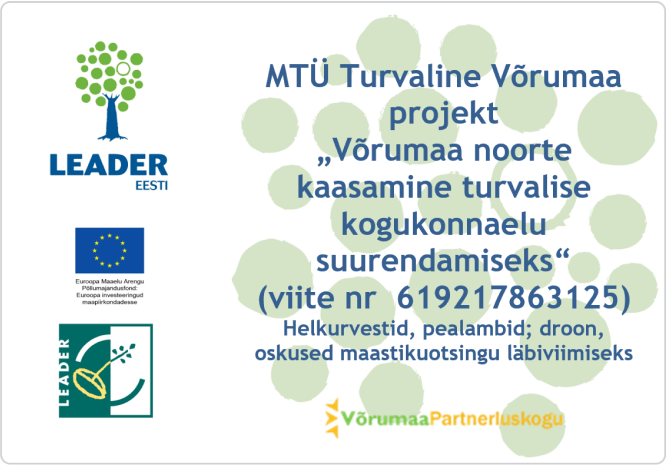 LEADER
EESTI
Euroopa Maaelu Arengu
Põllumajandusfond:
Euroopa investeeringud
maapiirkondadesse
LEADER
MTÜ Turvaline Võrumaa
projekt
„Võrumaa noorte
kaasamine turvalise
kogukonnaelu
suurendamiseks“
(viite nr 619217863125)
Helkurvestid, pealambid; droon,
oskused maastikuotsingu läbiviimiseks
VõrumaaPartnerluskogu